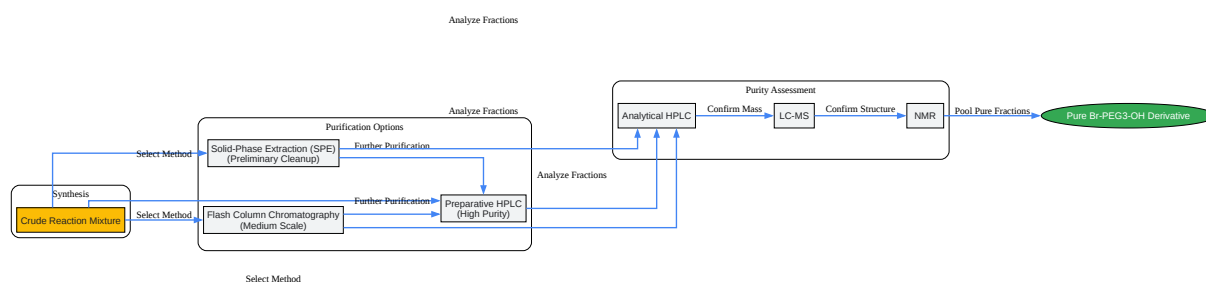 Analyze Fractions
Purity Assessment
Analytical HPLC
Confirm Mass
LC-MS
Confirm Structure
NMR
Pool Pure Fractions
Pure Br-PEG3-OH Derivative
Analyze Fractions
Purification Options
Select Method
Solid-Phase Extraction (SPE)
(Preliminary Cleanup)
Further Purification
Analyze Fractions
Synthesis
Crude Reaction Mixture
Select Method
Flash Column Chromatography
(Medium Scale)
Further Purification
Preparative HPLC
(High Purity)
Select Method